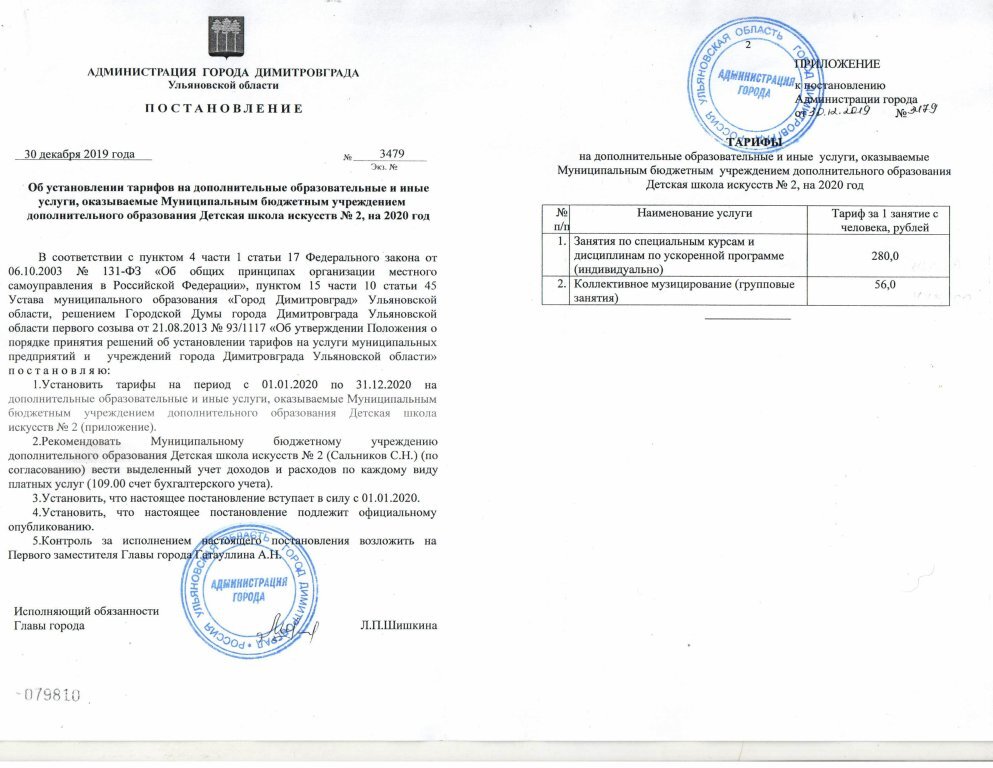 АДМИНИСТРАЦИЯ ГОРОДА ДИМИТРОВГРАДА
Ульяновской области
ПОСТАНОВЛЕНИЕ
30 декабря 2019 года
№ 3479
Экз. №
Об установлении тарифов на дополнительные образовательные и иные
услуги, оказываемые Муниципальным бюджетным учреждением
дополнительного образования Детская школа искусств № 2, на 2020 год
В соответствии с пунктом 4 части 1 статьи 17 Федерального закона от
06.10.2003 № 131-ФЗ «Об общих принципах организации местного
самоуправления в Российской Федерации», пунктом 15 части 10 статьи 45
Устава муниципального образования «Город Димитровград» Ульяновской
области, решением Городской Думы города Димитровграда Ульяновской
области первого созыва от 21.08.2013 № 93/1117 «Об утверждении Положения о
порядке принятия решений об установлении тарифов на услуги муниципальных
предприятий и учреждений города Димитровграда Ульяновской области»
п о с т а н о в л я ю:
1.Установить тарифы на период с 01.01.2020 по 31.12.2020 на
дополнительные образовательные и иные услуги, оказываемые Муниципальным
бюджетным учреждением дополнительного образования Детская школа
искусств № 2 (приложение).
2.Рекомендовать Муниципальному бюджетному учреждению
дополнительного образования Детская школа искусств № 2 (Сальников С.Н.) (по
согласованию) вести выделенный учет доходов и расходов по каждому виду
платных услуг (109.00 счет бухгалтерского учета).
3.Установить, что настоящее постановление вступает в силу с 01.01.2020.
4.Установить, что настоящее постановление подлежит официальному
опубликованию.
5.Контроль за исполнением настоящего постановления возложить на
Первого заместителя Главы города Гатауллина А.Н.
РОССИЯ УЛЬЯНОВСКАЯ ОБЛАСТЬ ГОРОД ДИМИТРОВГРАД
АДМИНИСТРАЦИЯ
ГОРОДА
Исполняющий обязанности
Главы города
Л.П.Шишкина
079810
2
РОССИЯ УЛЬЯНОВСКАЯ ОБЛАСТЬ ГОРОД ДИМИТРОВГРАД
АДМИНИСТРАЦИЯ
ГОРОДА
ПРИЛОЖЕНИЕ
к постановлению
Администрации города
от 30.12.2019 № 3479
ТАРИФЫ
на дополнительные образовательные и иные услуги, оказываемые
Муниципальным бюджетным учреждением дополнительного образования
Детская школа искусств № 2, на 2020 год
№ п/п Наименование услуги Тариф за 1 занятие с человека, рублей
1. Занятия по специальным курсам и
дисциплинам по ускоренной программе
(индивидуально) 280,0
2. Коллективное музицирование (групповые
занятия) 56,0